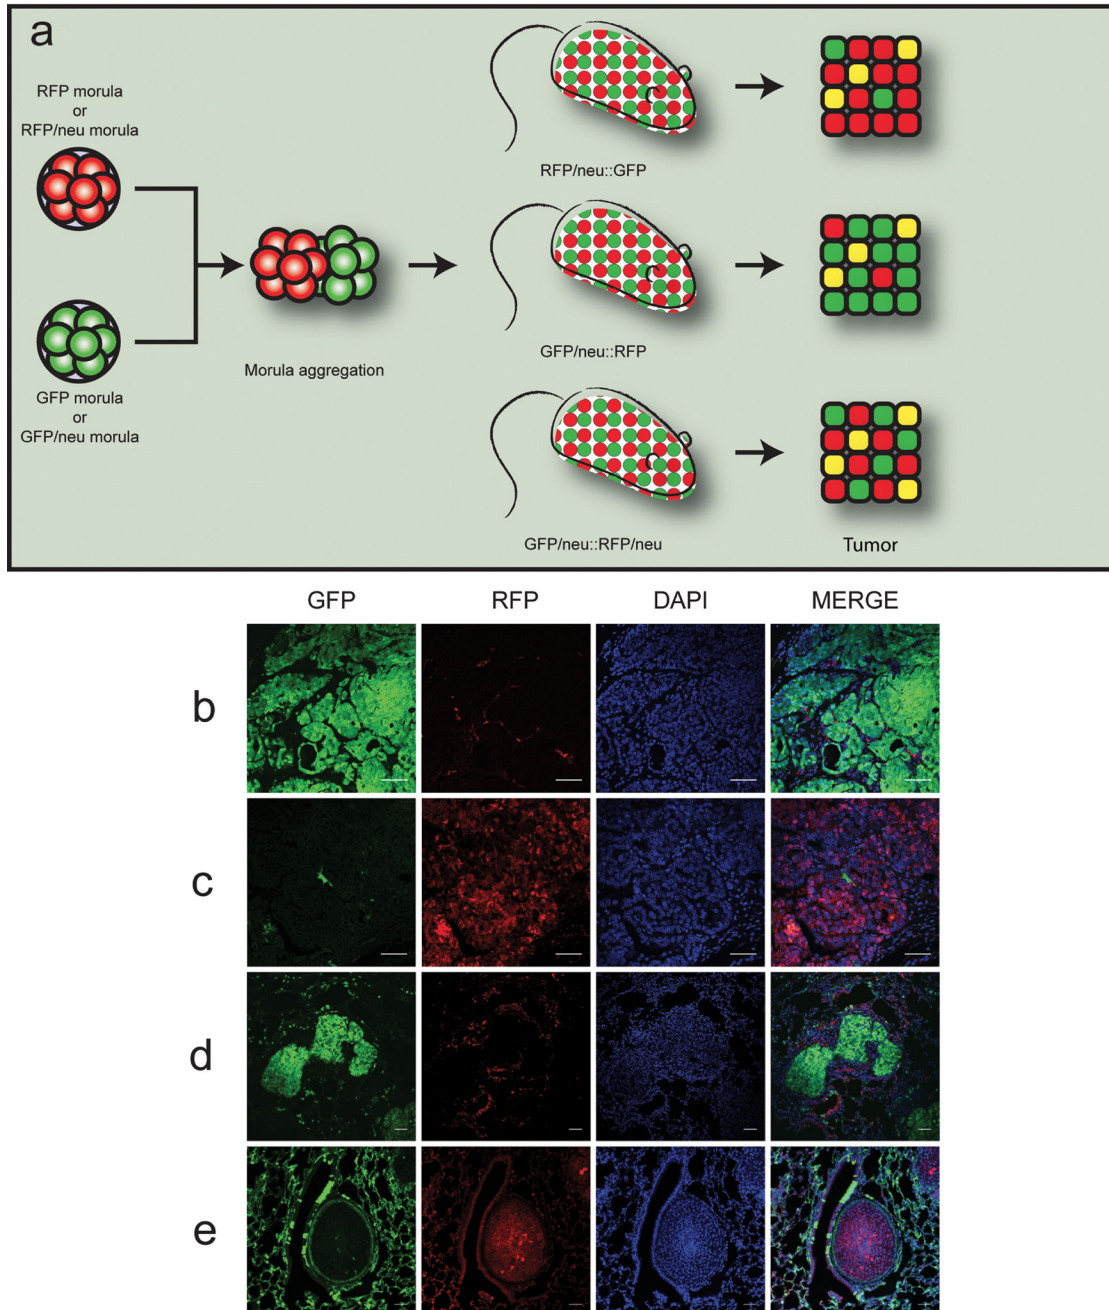 a
RFP morula
or
RFP/neu morula
GFP morula
or
GFP/neu morula
Morula aggregation
RFP/neu::GFP
GFP/neu::RFP
GFP/neu::RFP/neu
Tumor
GFP RFP DAPI MERGE
b
c
d
e